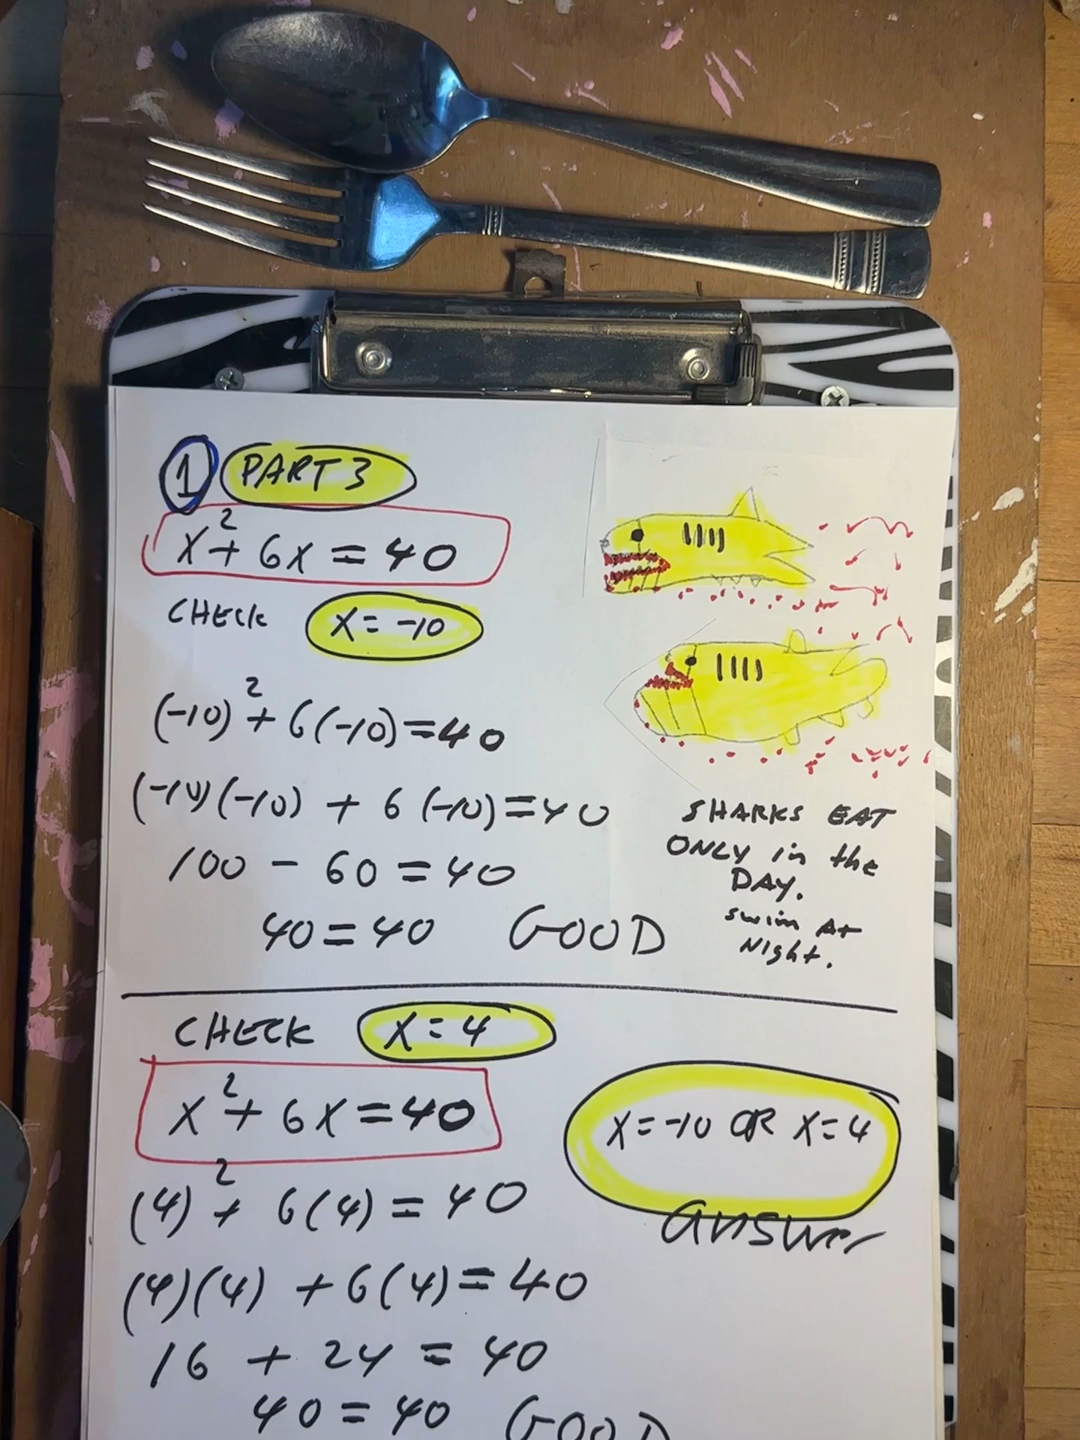 1 PART 3
x² + 6x = 40
CHECK x = -10
(-10)² + 6(-10) = 40
(-10)(-10) + 6(-10) = 40
100 - 60 = 40
40 = 40 GOOD
SHARKS EAT
ONLY in the
DAY.
Swim At
Night.
CHECK x = 4
x² + 6x = 40
x = -10 OR x = 4
answer
(4)² + 6(4) = 40
(4)(4) + 6(4) = 40
16 + 24 = 40
40 = 40 GOOD